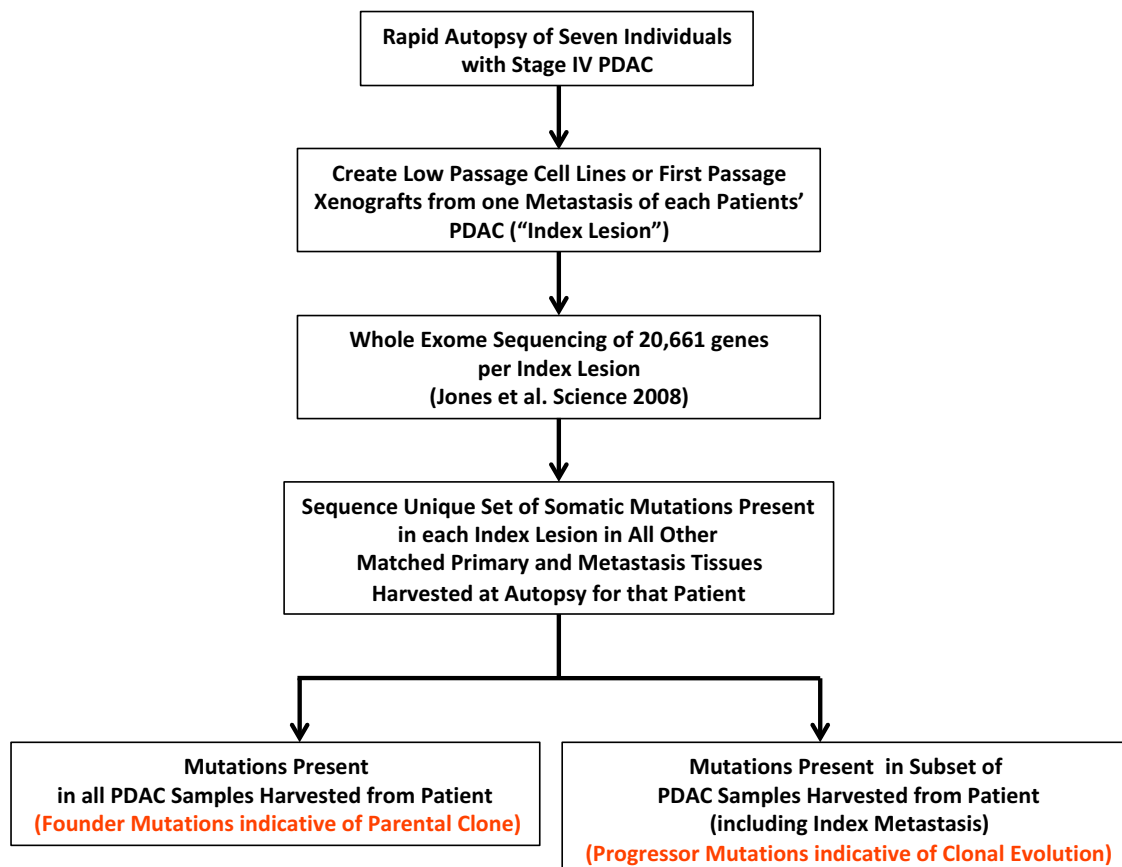 Rapid Autopsy of Seven Individuals
with Stage IV PDAC
Create Low Passage Cell Lines or First Passage
Xenografts from one Metastasis of each Patients’
PDAC (“Index Lesion”)
Whole Exome Sequencing of 20,661 genes
per Index Lesion
(Jones et al. Science 2008)
Sequence Unique Set of Somatic Mutations Present
in each Index Lesion in All Other
Matched Primary and Metastasis Tissues
Harvested at Autopsy for that Patient
Mutations Present
in all PDAC Samples Harvested from Patient
(Founder Mutations indicative of Parental Clone)
Mutations Present in Subset of
PDAC Samples Harvested from Patient
(including Index Metastasis)
(Progressor Mutations indicative of Clonal Evolution)